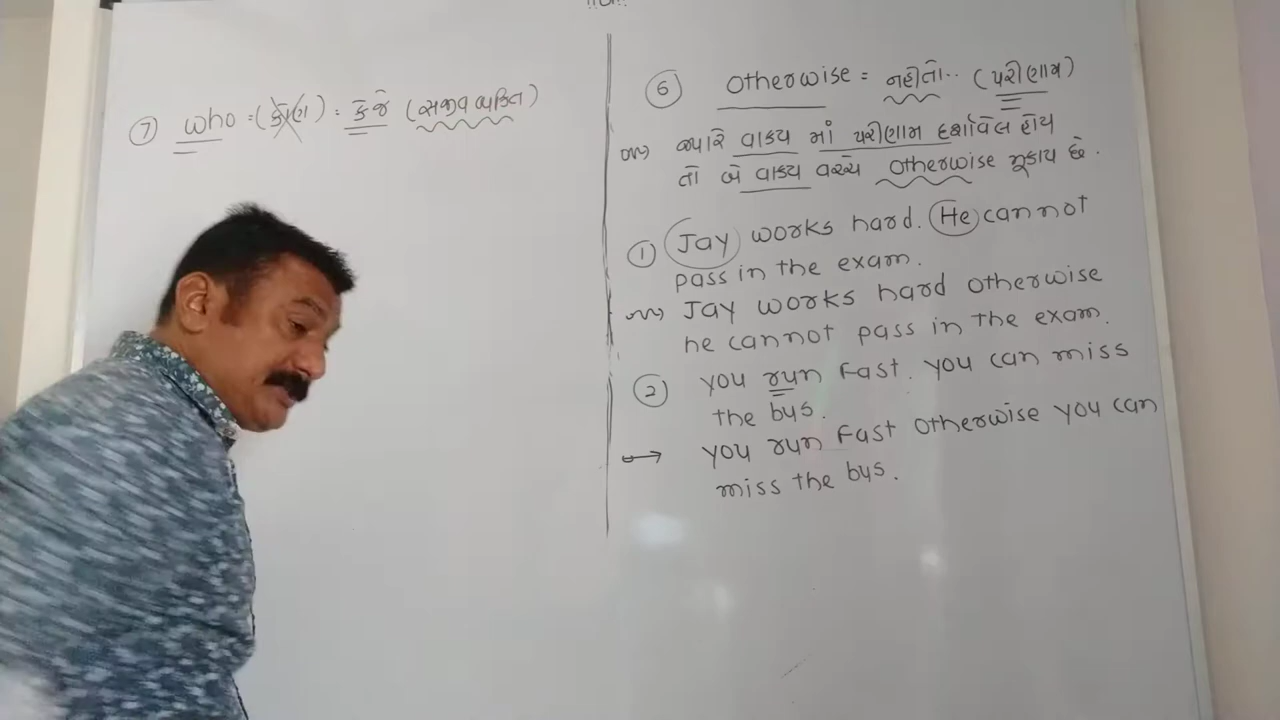 ⑦ who = (કોણ) = કે જે (સજીવ વ્યકિત)
⑥ otherwise = નહીતો.. (પરીણામ)
જ્યારે વાકય માં પરીણામ દર્શાવેલ હોય
તો બે વાકય વચ્ચે otherwise મૂકાય છે.
① Jay works hard. He cannot
pass in the exam.
Jay works hard otherwise
he cannot pass in the exam.
② you run fast. you can miss
the bus.
→ you run fast otherwise you can
miss the bus.